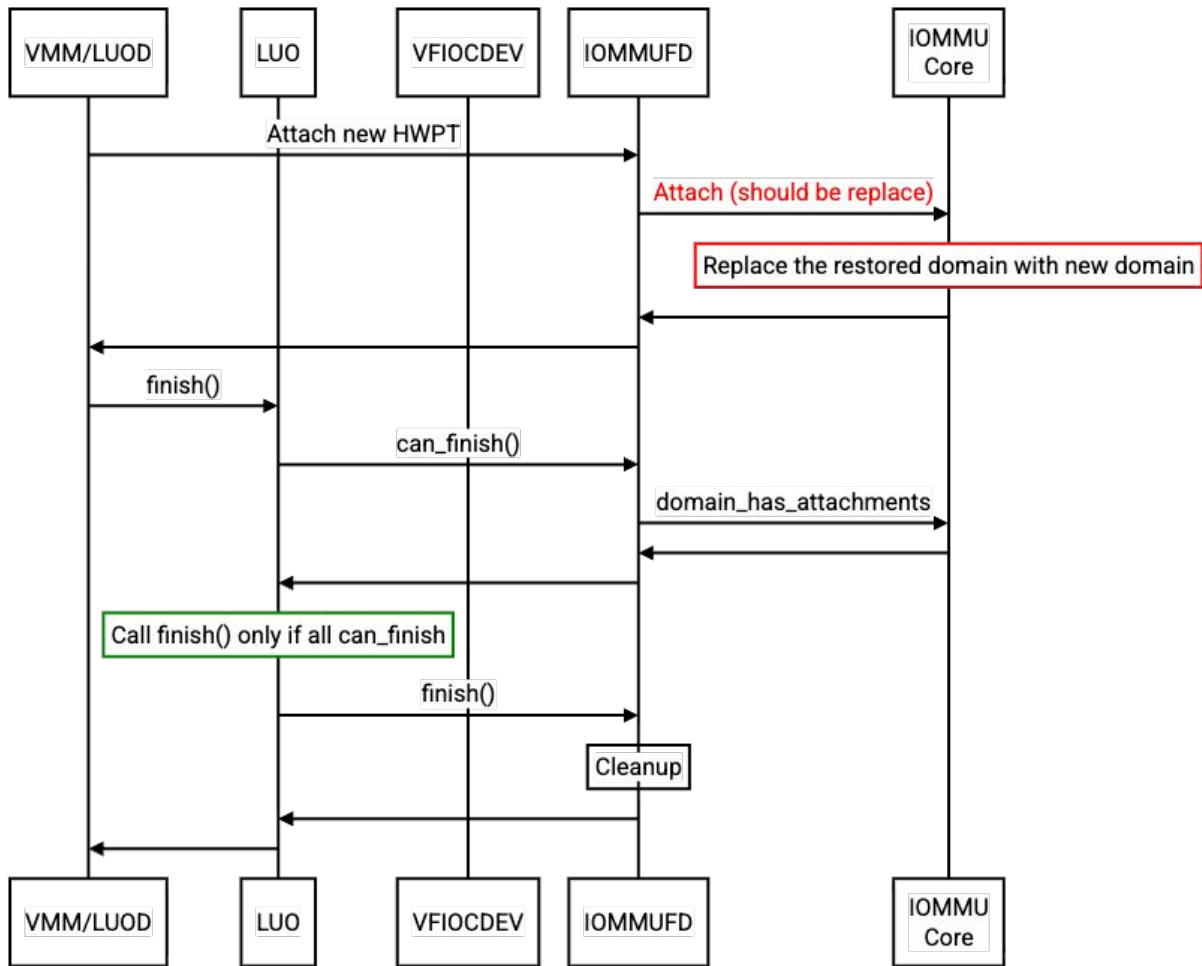 VMM/LUOD
LUO
VFIOCDEV
IOMMUFD
IOMMU
Core
Attach new HWPT
Attach (should be replace)
Replace the restored domain with new domain
finish()
can_finish()
domain_has_attachments
Call finish() only if all can_finish
finish()
Cleanup
VMM/LUOD
LUO
VFIOCDEV
IOMMUFD
IOMMU
Core